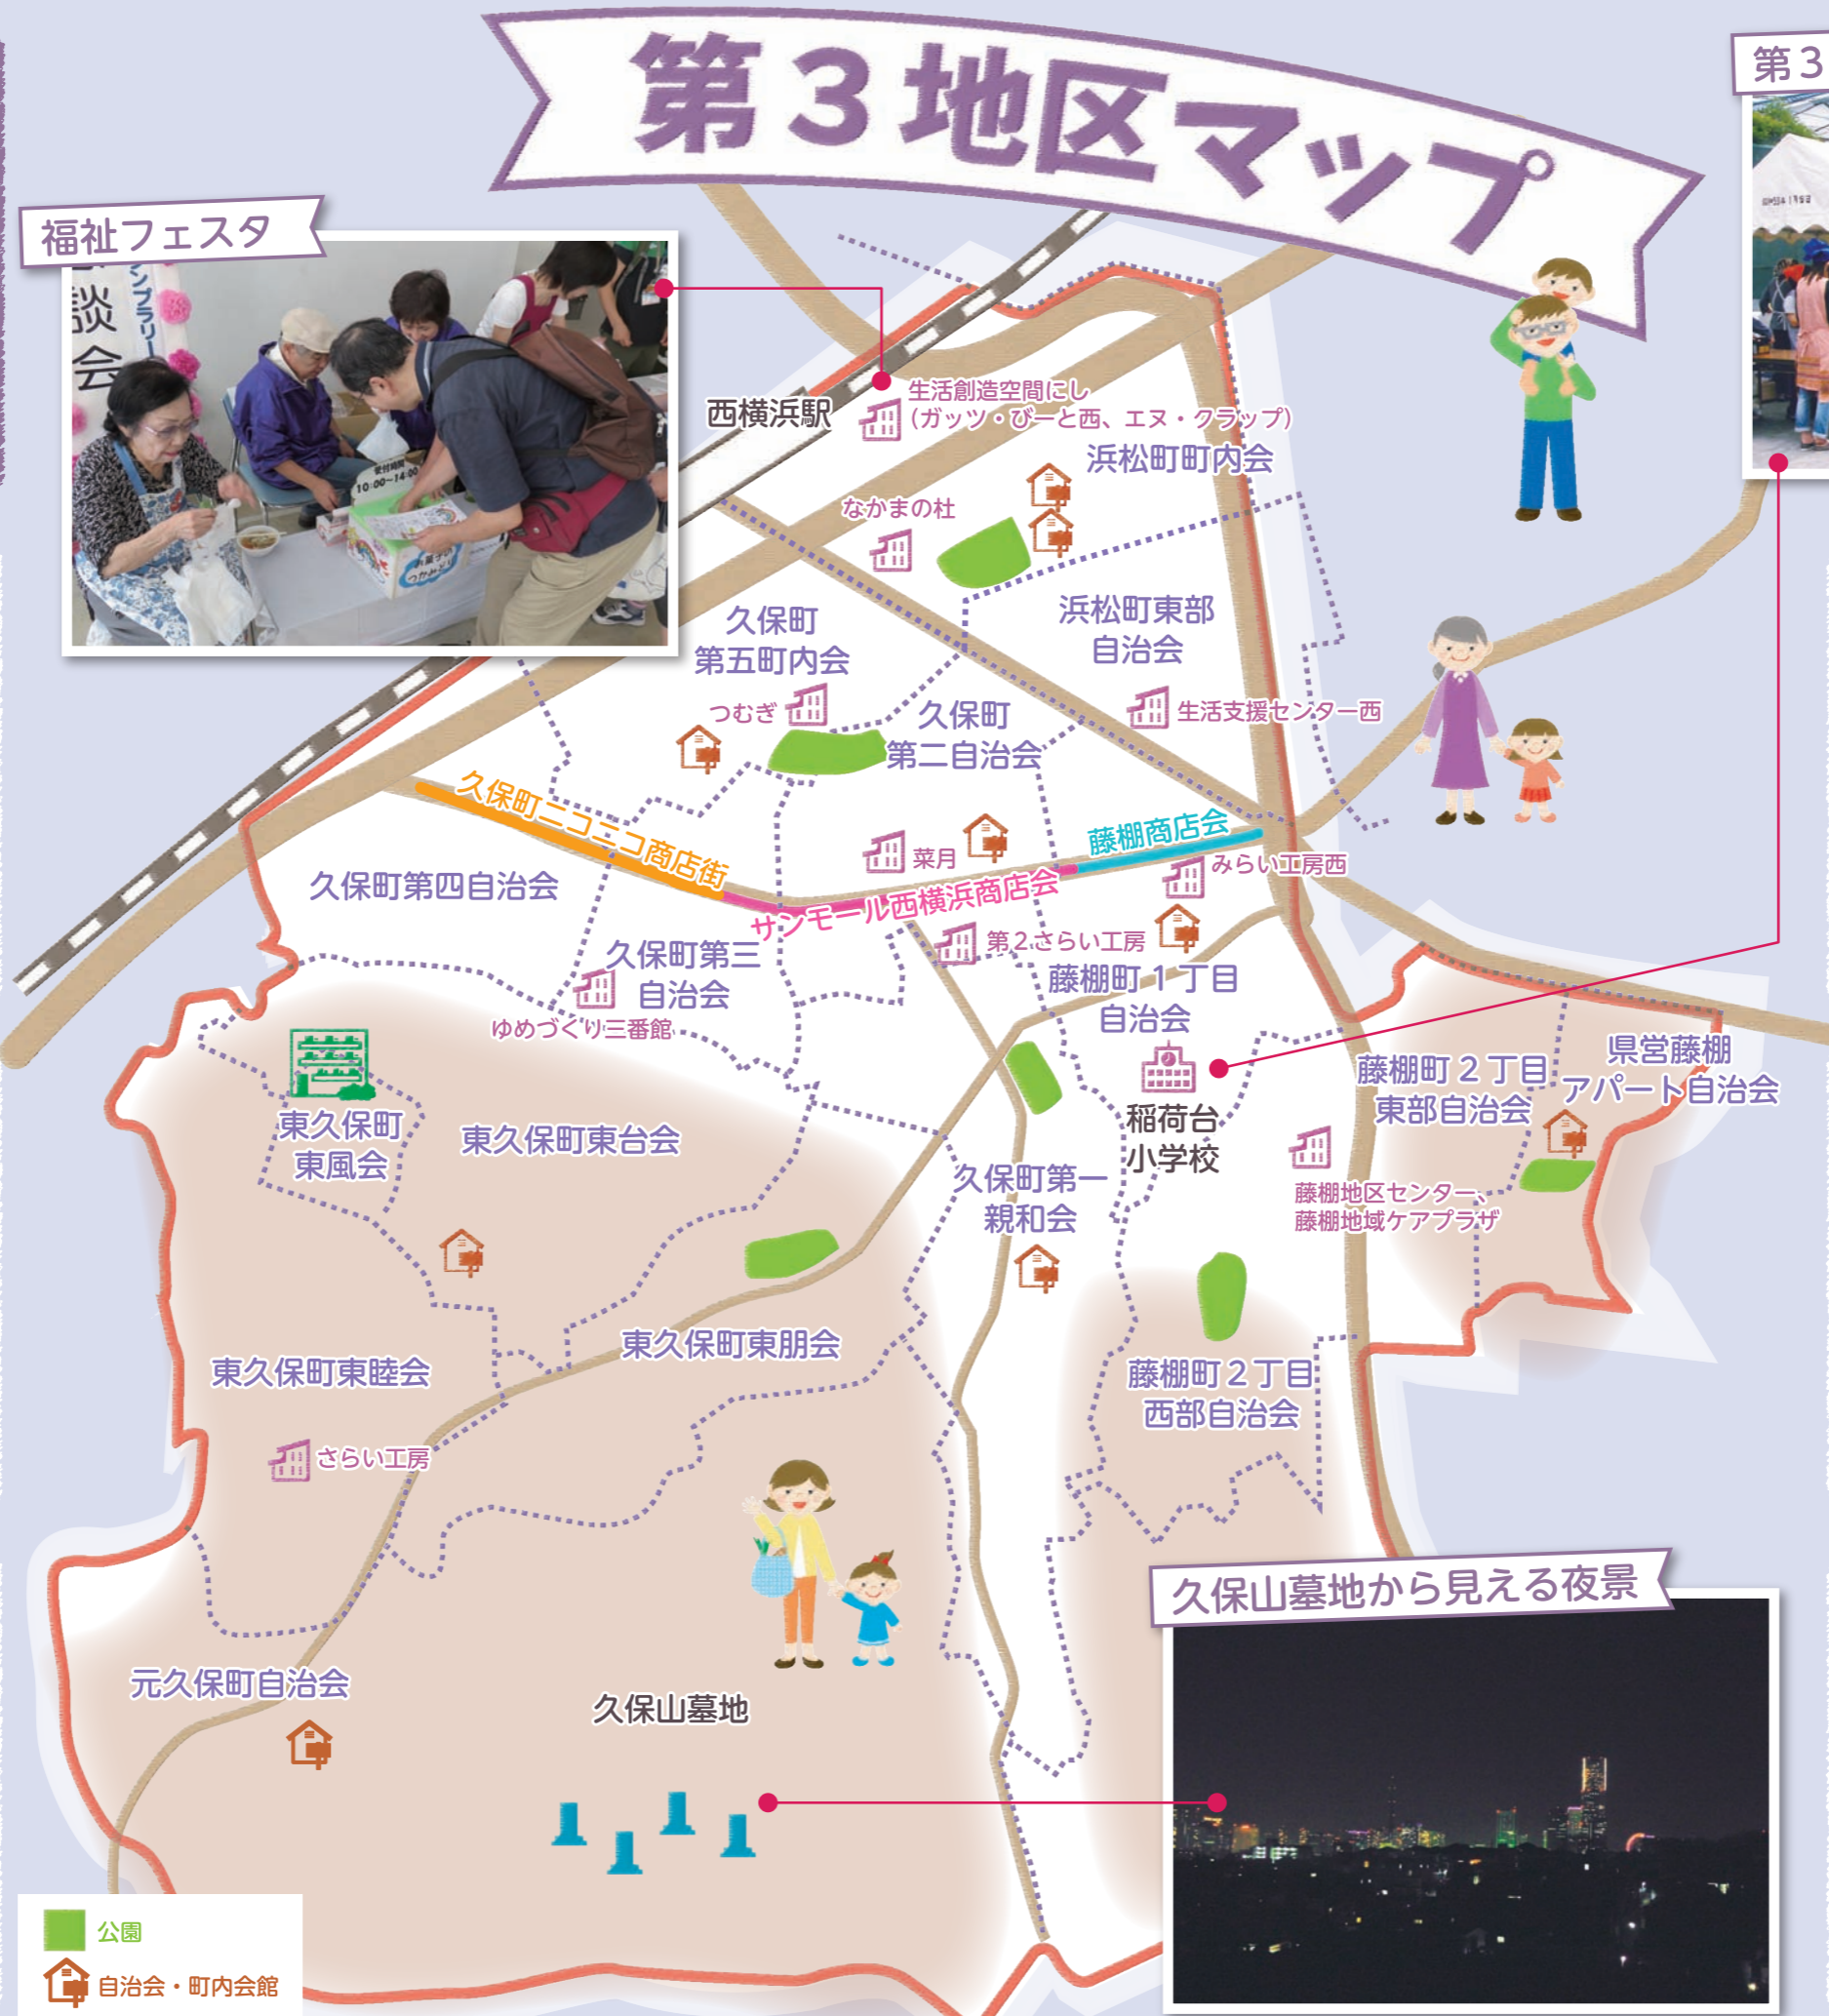 第3地区マップ
第3
福祉フェスタ
ンプラリー
談会
受付時間
10:00~14:00
お菓子の
つかみどり
西横浜駅
生活創造空間にし
(ガッツ・びーと西、エヌ・クラップ)
浜松町町内会
なかまの杜
久保町
第五町内会
浜松町東部
自治会
つむぎ
久保町
第二自治会
生活支援センター西
久保町ニコニコ商店街
藤棚商店会
菜月
みらい工房西
サンモール西横浜商店会
久保町第四自治会
久保町第三
自治会
第2さらい工房
藤棚町1丁目
自治会
ゆめづくり三番館
稲荷台
小学校
藤棚町2丁目
東部自治会
県営藤棚
アパート自治会
東久保町
東風会
東久保町東台会
久保町第一
親和会
藤棚地区センター、
藤棚地域ケアプラザ
東久保町東睦会
東久保町東朋会
藤棚町2丁目
西部自治会
さらい工房
元久保町自治会
久保山墓地
久保山墓地から見える夜景
公園
自治会・町内会館